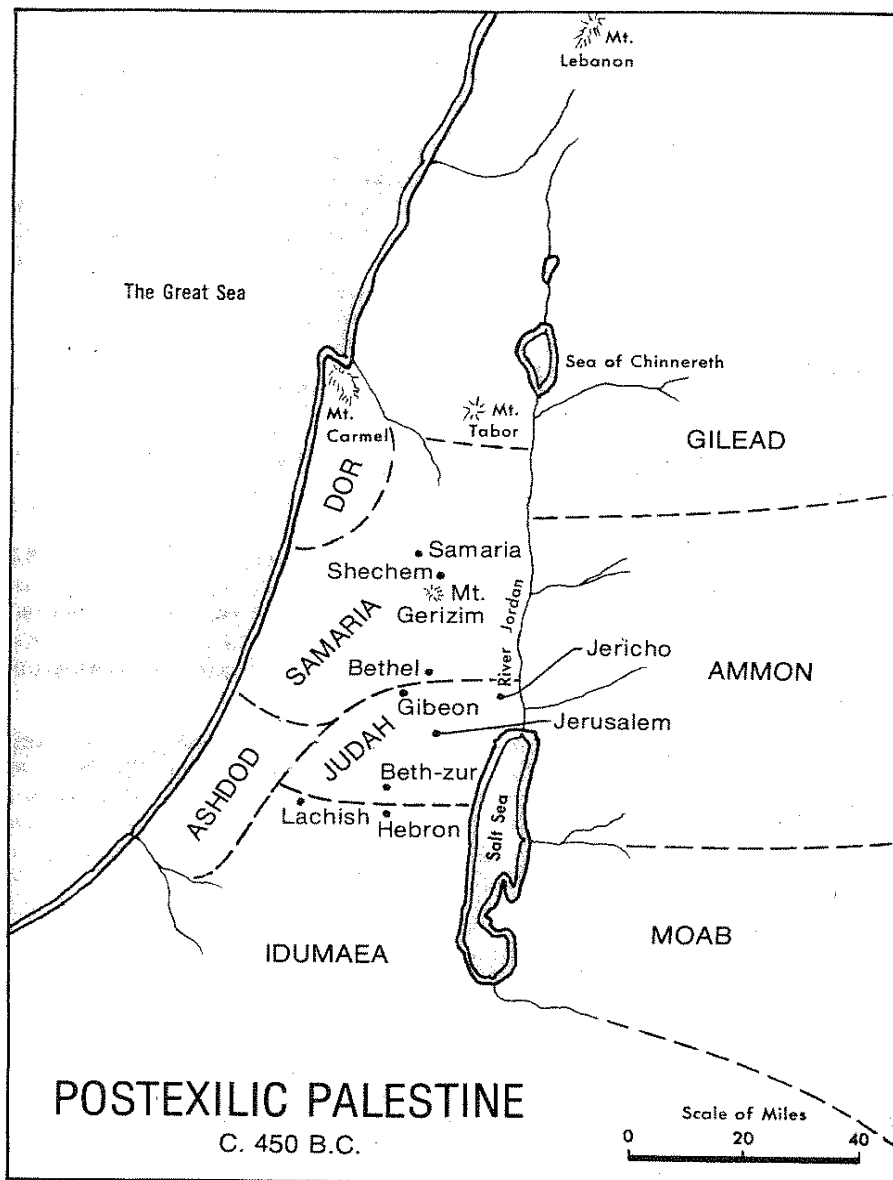 Mt.
Lebanon
The Great Sea
Sea of Chinnereth
Mt.
Carmel
Mt.
Tabor
GILEAD
DOR
Samaria
Shechem
Mt.
Gerizim
River Jordan
SAMARIA
Jericho
Bethel
AMMON
Gibeon
Jerusalem
JUDAH
Beth-zur
ASHDOD
Lachish
Hebron
Salt Sea
IDUMAEA
MOAB
POSTEXILIC PALESTINE
C. 450 B.C.
Scale of Miles
0 20 40